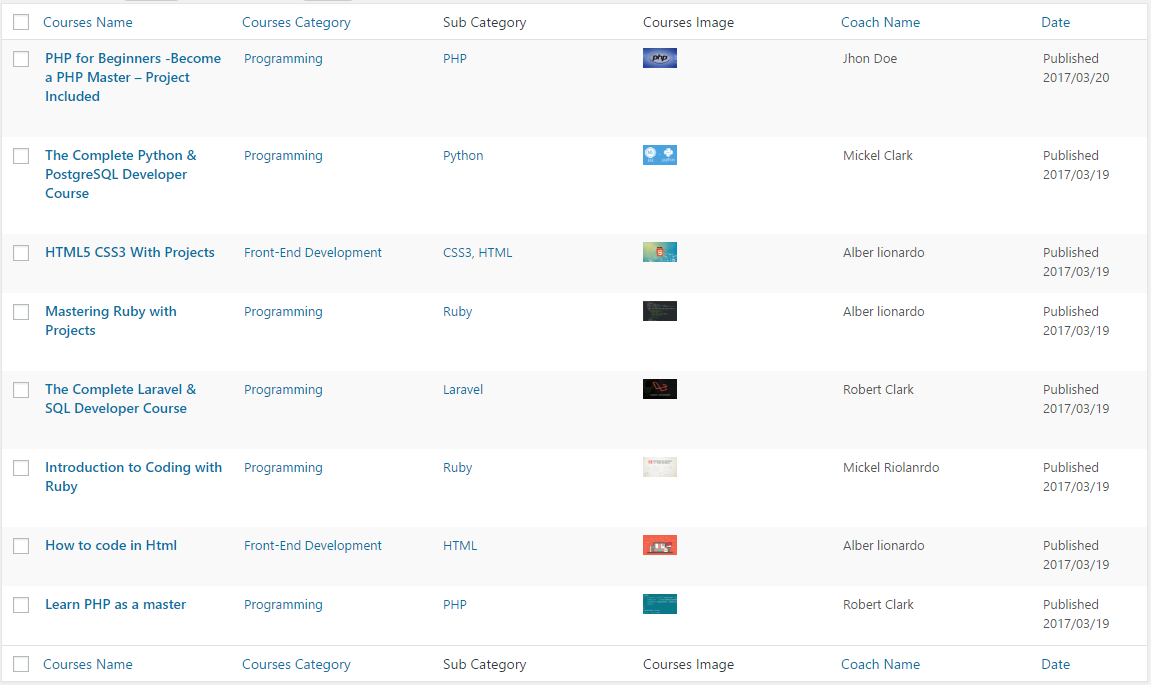 Courses Name Courses Category Sub Category Courses Image Coach Name Date
PHP for Beginners -Become Programming PHP php Jhon Doe Published
a PHP Master – Project 2017/03/20
Included
The Complete Python & Programming Python Mickel Clark Published
PostgreSQL Developer 2017/03/19
Course
HTML5 CSS3 With Projects Front-End Development CSS3, HTML Alber lionardo Published
2017/03/19
Mastering Ruby with Programming Ruby Alber lionardo Published
Projects 2017/03/19
The Complete Laravel & Programming Laravel Robert Clark Published
SQL Developer Course 2017/03/19
Introduction to Coding with Programming Ruby Mickel Riolanrdo Published
Ruby 2017/03/19
How to code in Html Front-End Development HTML Alber lionardo Published
2017/03/19
Learn PHP as a master Programming PHP Robert Clark Published
2017/03/19
Courses Name Courses Category Sub Category Courses Image Coach Name Date